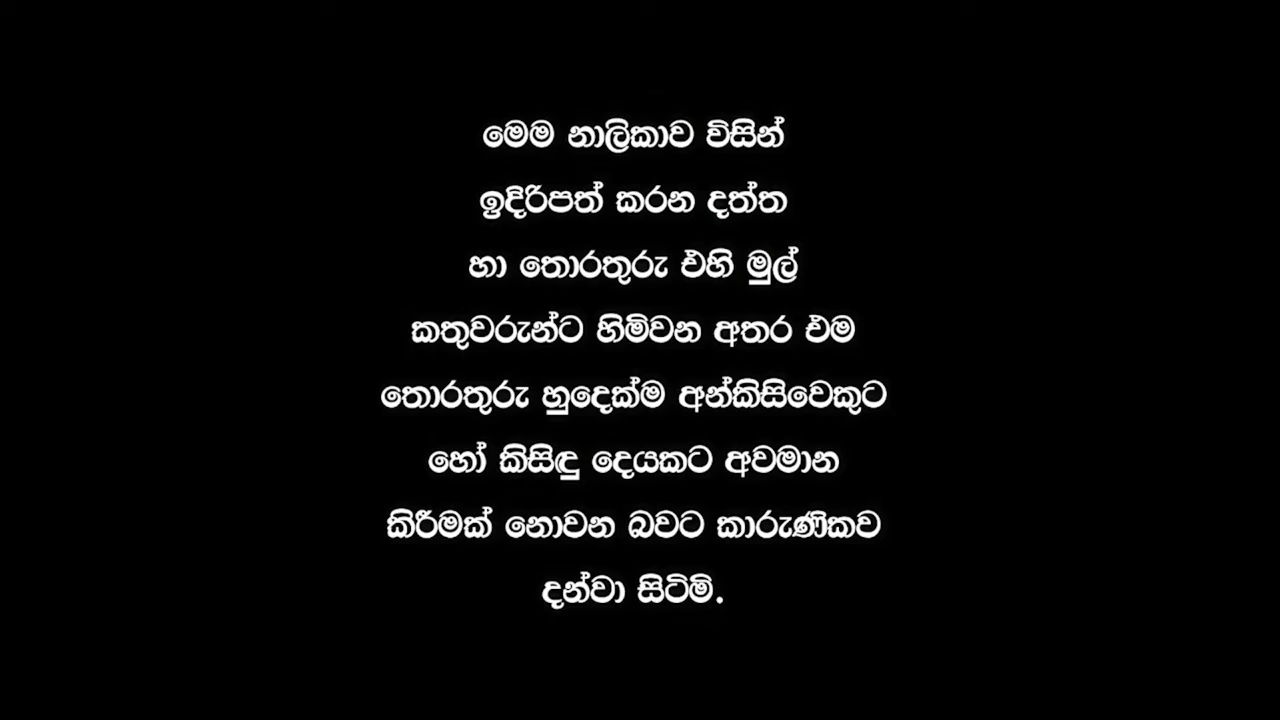 මෙම නාලිකාව විසින්
ඉදිරිපත් කරන දත්ත
හා තොරතුරු එහි මුල්
කතුවරුන්ට හිමිවන අතර එම
තොරතුරු හුදෙක්ම අන්කිසිවෙකුට
හෝ කිසිඳු දෙයකට අවමාන
කිරීමක් නොවන බවට කාරුණිකව
දන්වා සිටිමි.